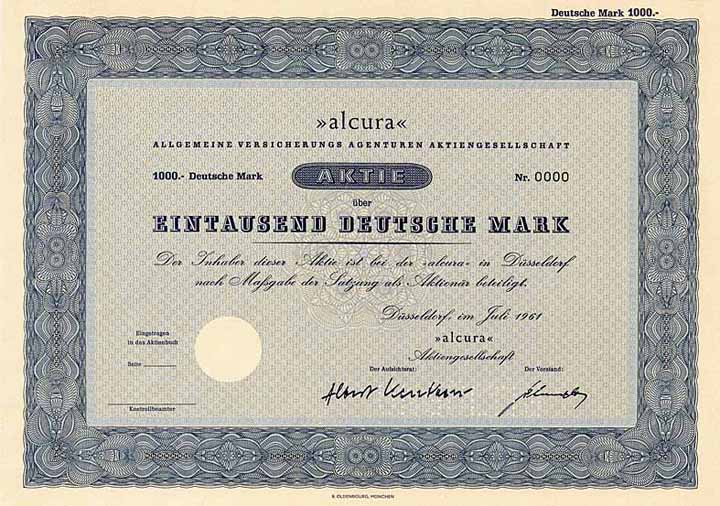 Deutsche Mark 1000.-
»alcura«
ALLGEMEINE VERSICHERUNGS AGENTUREN AKTIENGESELLSCHAFT
1000.- Deutsche Mark AKTIE Nr. 0000
über
EINTAUSEND DEUTSCHE MARK
Der Inhaber dieser Aktie ist bei der »alcura« in Düsseldorf
nach Maßgabe der Satzung als Aktionär beteiligt.
Düsseldorf, im Juli 1961
»alcura«
Aktiengesellschaft
Eingetragen
in das Aktienbuch
Seite
Kontrollbeamter
Der Aufsichtsrat: Der Vorstand:
Albert
R. OLDENBOURG, MÜNCHEN